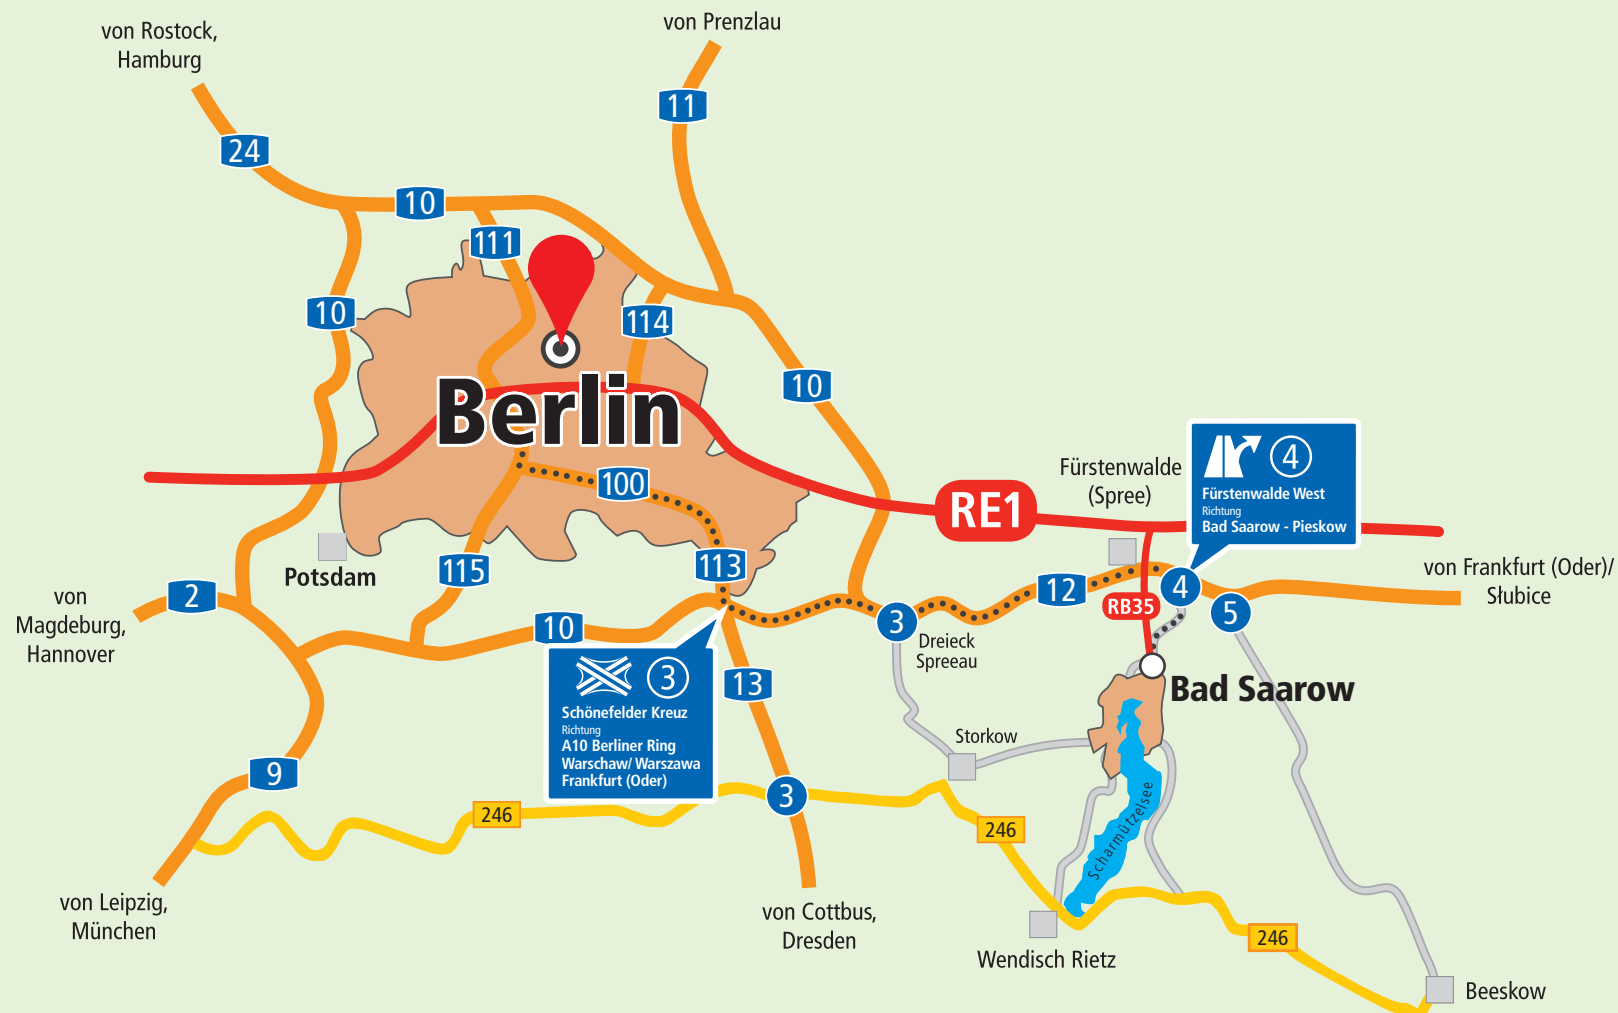 von Rostock,
Hamburg
von Prenzlau
24
11
10
111
10
114
10
Berlin
100
RE1
Fürstenwalde
(Spree)
4
Fürstenwalde West
Richtung
Bad Saarow - Pieskow
Potsdam
115
113
12
4
5
von Frankfurt (Oder)/
Słubice
von
Magdeburg,
Hannover
2
10
RB35
3
Dreieck
Spreeau
3
Schönefelder Kreuz
Richtung
A10 Berliner Ring
Warschaw/ Warszawa
Frankfurt (Oder)
13
Bad Saarow
Storkow
9
3
246
246
Scharmützelsee
von Leipzig,
München
von Cottbus,
Dresden
Wendisch Rietz
246
Beeskow